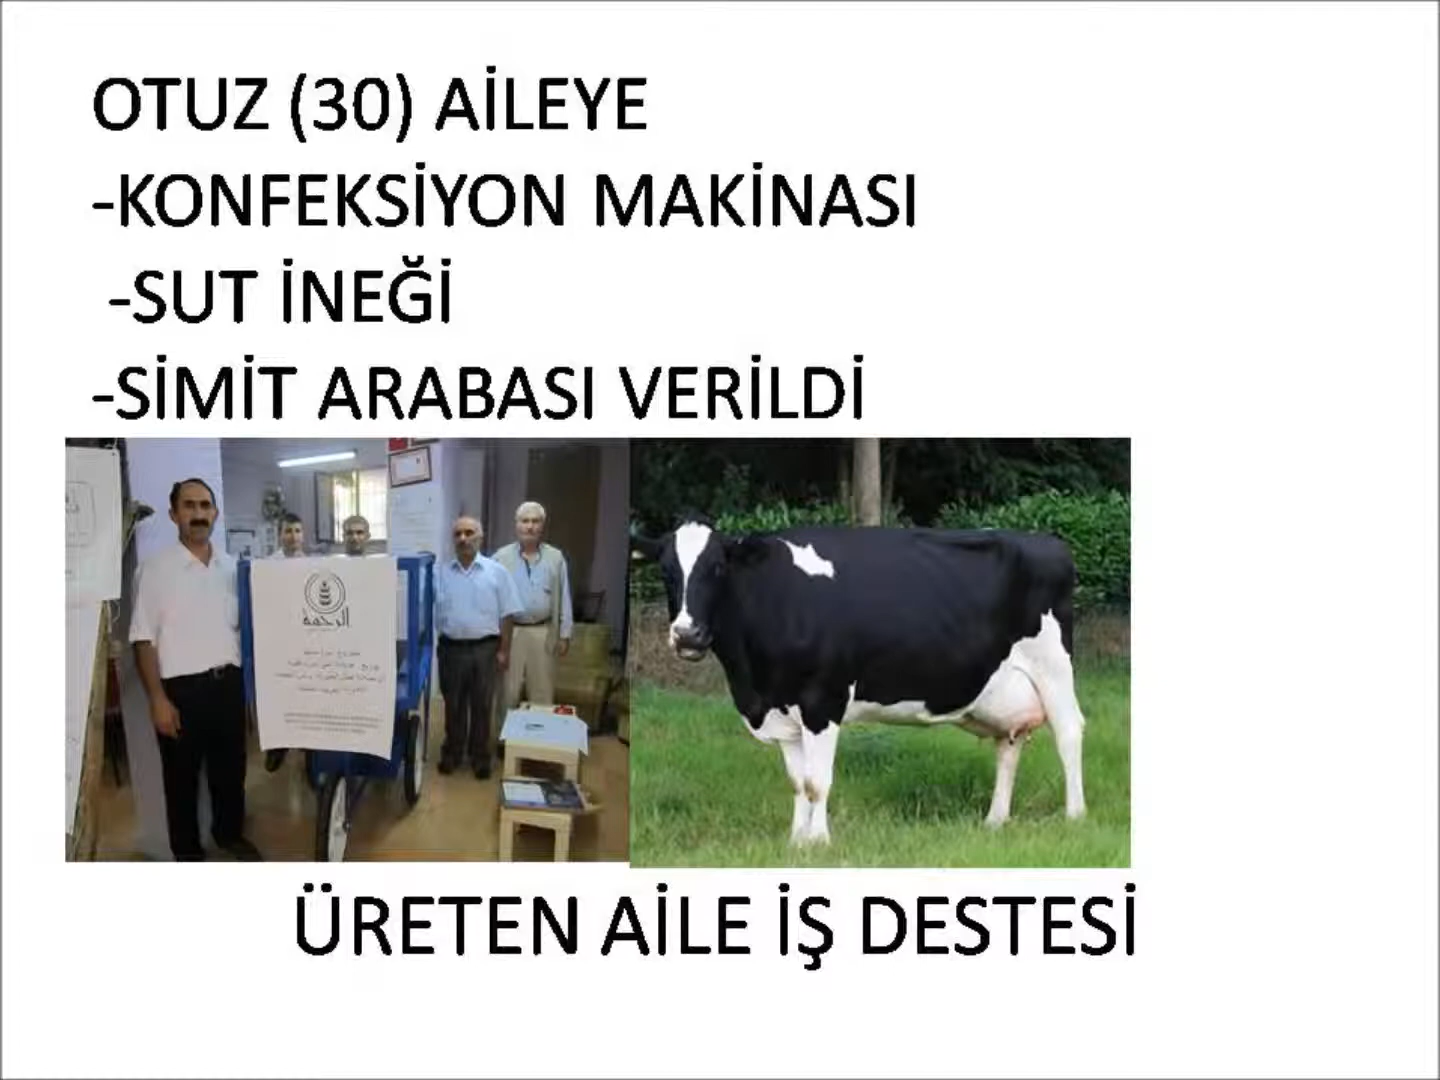 OTUZ (30) AİLEYE
-KONFEKSİYON MAKİNASI
-SUT İNEĞİ
-SİMİT ARABASI VERİLDİ
الرحمة
ÜRETEN AİLE İŞ DESTESİ